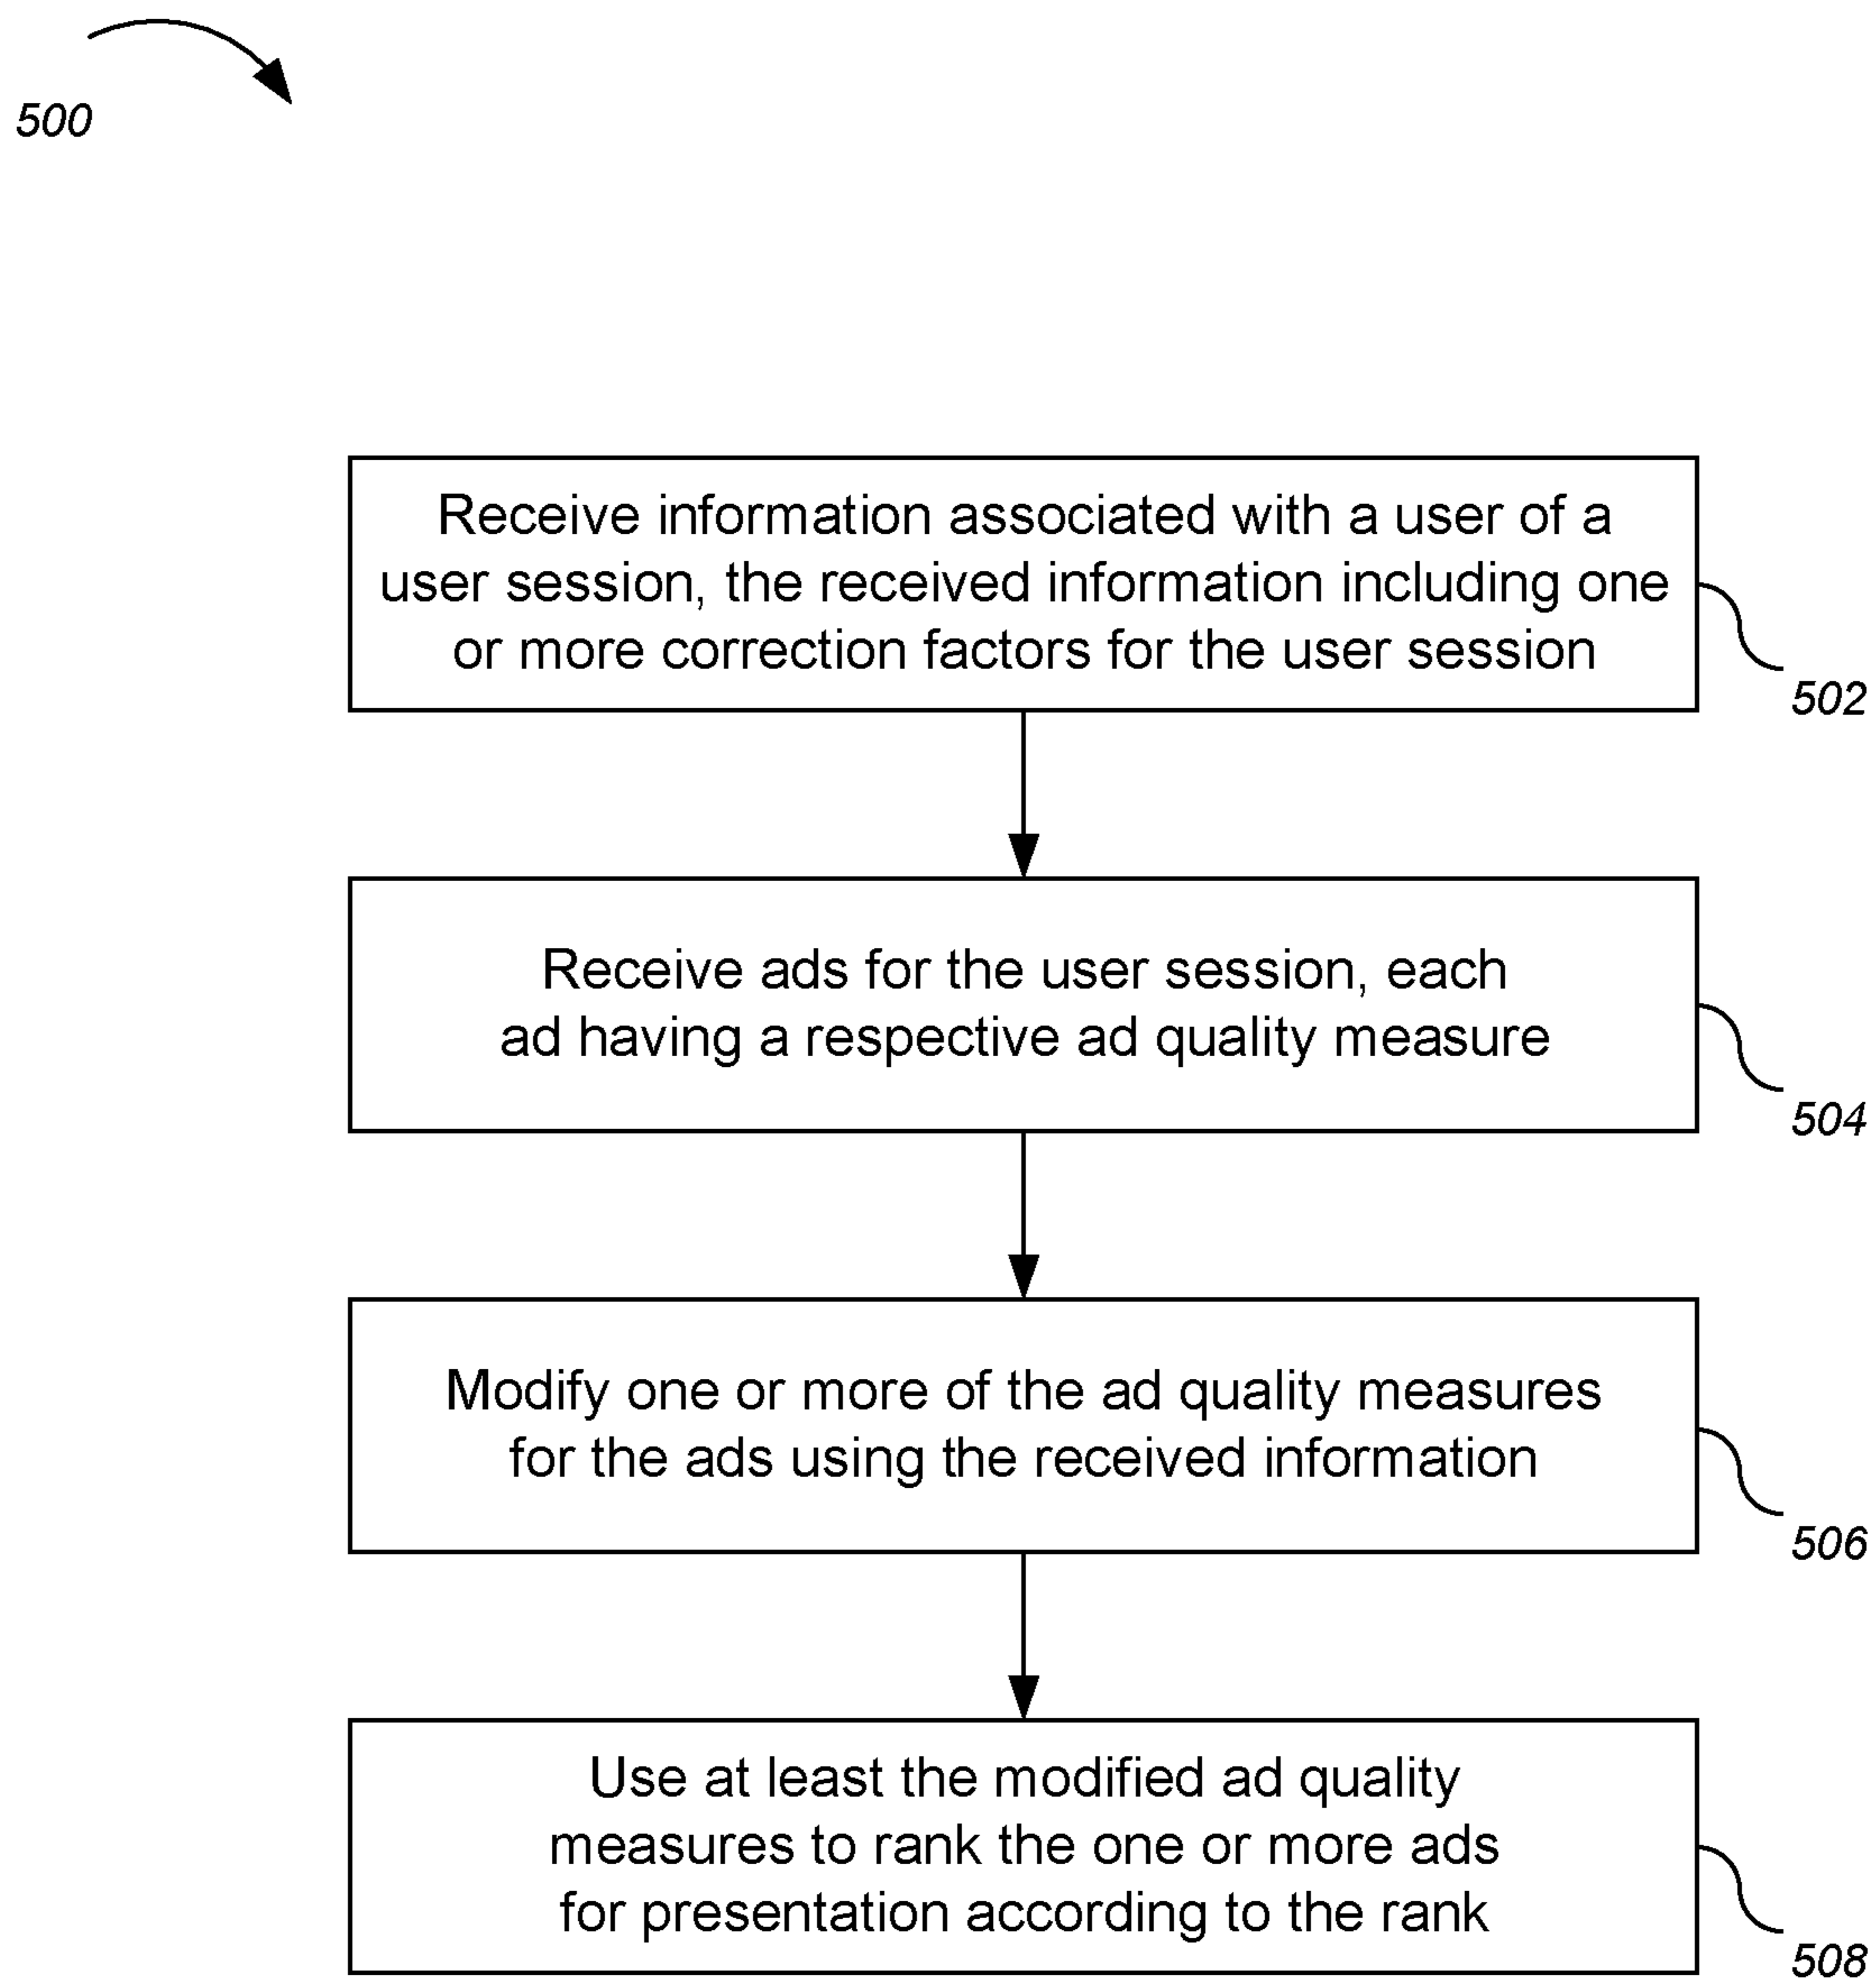 500
Receive information associated with a user of a
user session, the received information including one
or more correction factors for the user session
502
Receive ads for the user session, each
ad having a respective ad quality measure
504
Modify one or more of the ad quality measures
for the ads using the received information
506
Use at least the modified ad quality
measures to rank the one or more ads
for presentation according to the rank
508